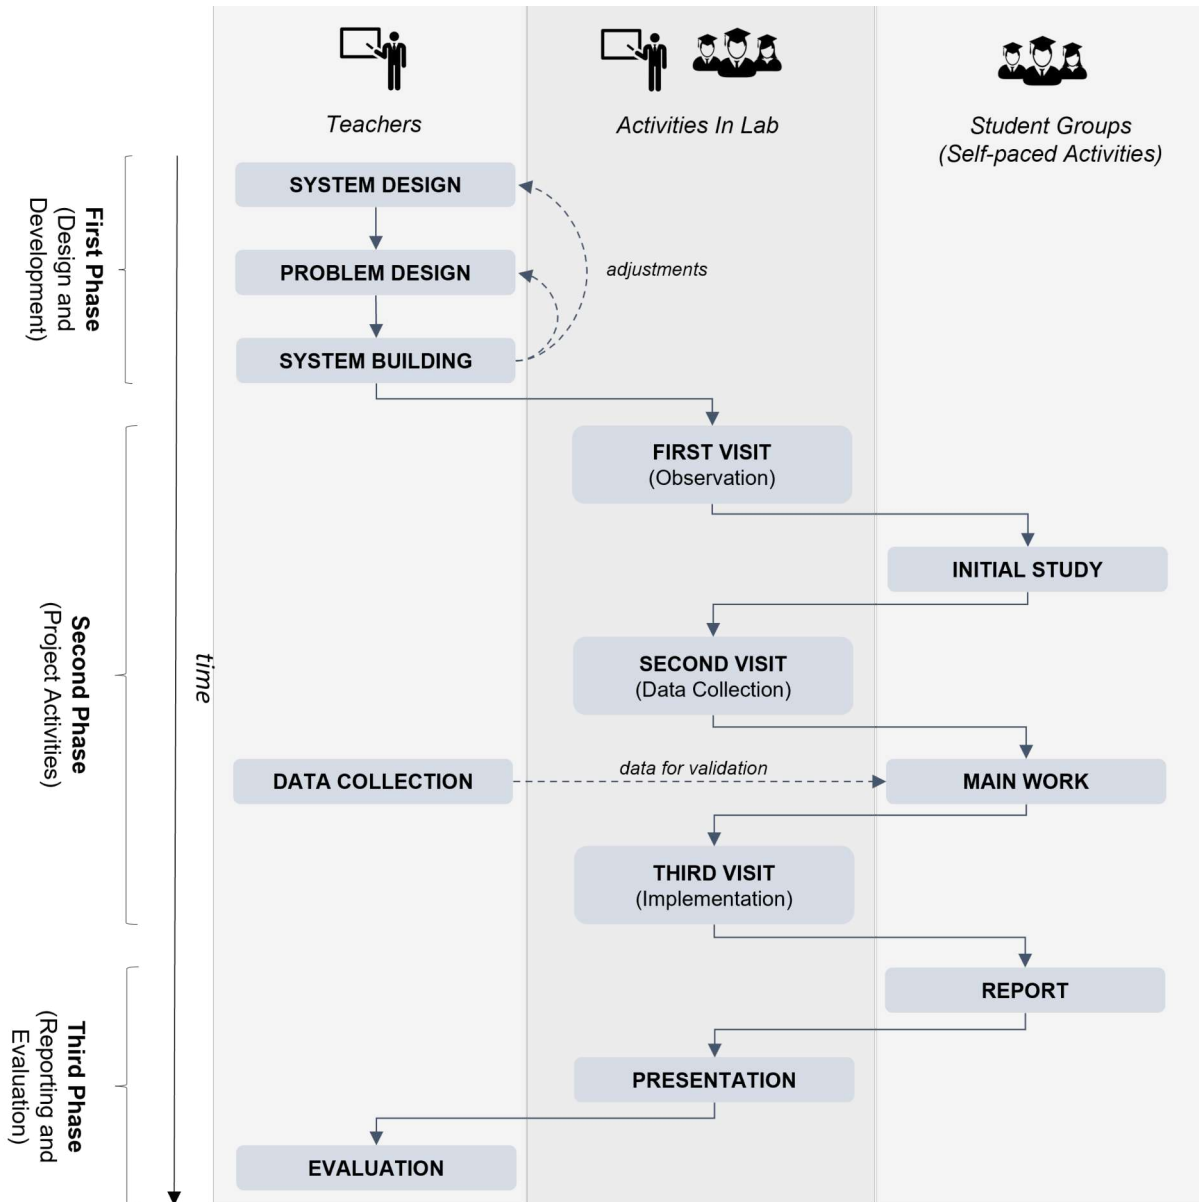 Teachers
Activities In Lab
Student Groups
(Self-paced Activities)
First Phase
(Design and
Development)
SYSTEM DESIGN
PROBLEM DESIGN
adjustments
SYSTEM BUILDING
Second Phase
(Project Activities)
time
FIRST VISIT
(Observation)
INITIAL STUDY
SECOND VISIT
(Data Collection)
DATA COLLECTION
data for validation
MAIN WORK
THIRD VISIT
(Implementation)
Third Phase
(Reporting and
Evaluation)
REPORT
PRESENTATION
EVALUATION